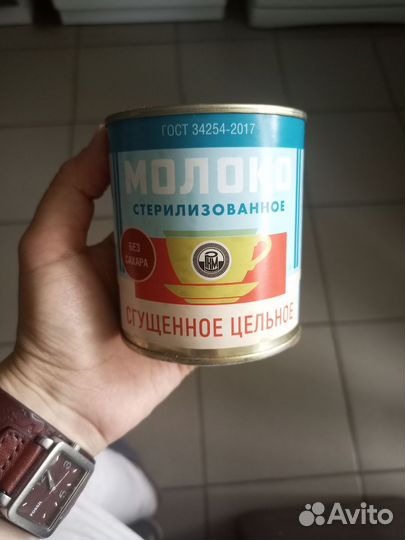 ГОСТ 34254-2017
МОЛОКО
СТЕРИЛИЗОВАННОЕ
БЕЗ
САХАРА
СГУЩЕННОЕ ЦЕЛЬНОЕ
Avito